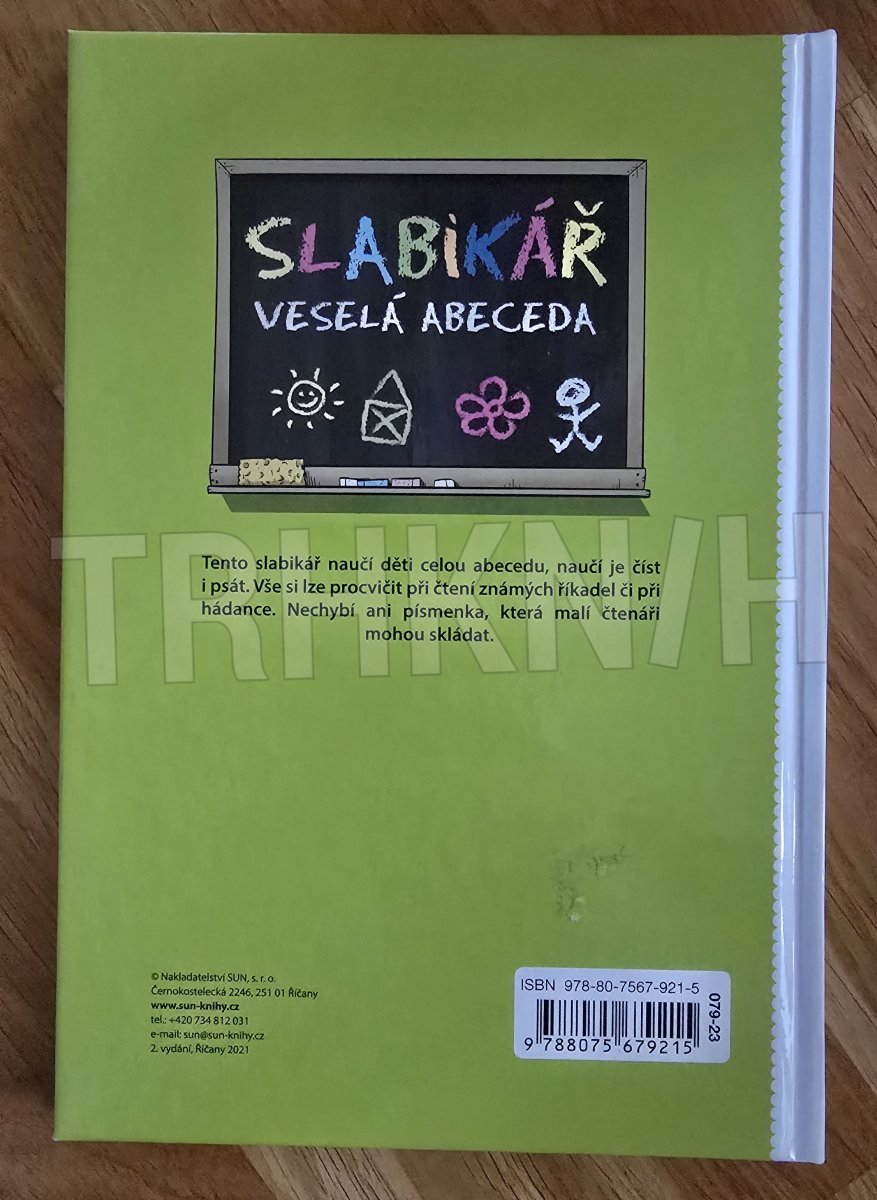 SLABIKÁŘ
VESELÁ ABECEDA
TRHKNIH
Tento slabikář naučí děti celou abecedu, naučí je číst
i psát. Vše si lze procvičit při čtení známých říkadel či při
hádance. Nechybí ani písmenka, která malí čtenáři
mohou skládat.
© Nakladatelství SUN, s. r. o.
Černokostelecká 2246, 251 01 Říčany
www.sun-knihy.cz
tel.: +420 734 812 031
e-mail: sun@sun-knihy.cz
2. vydání, Říčany 2021
ISBN 978-80-7567-921-5
9 788075 679215
079-23